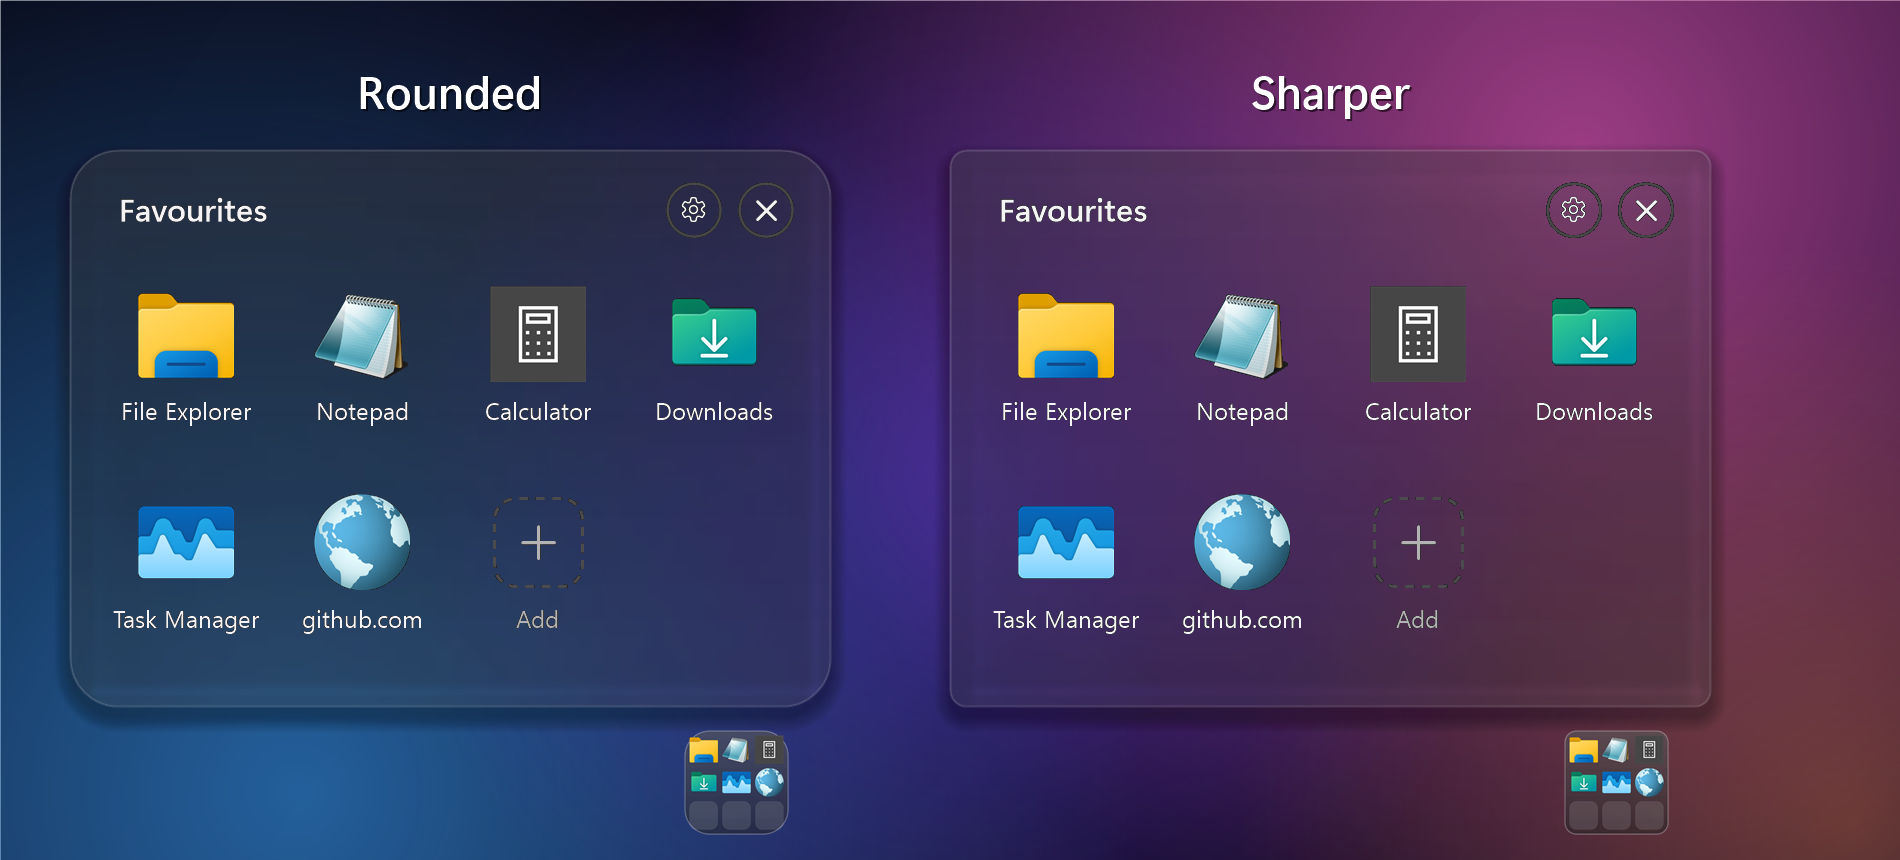 Rounded
Sharper
Favourites
File Explorer Notepad Calculator Downloads
Task Manager github.com Add
Favourites
File Explorer Notepad Calculator Downloads
Task Manager github.com Add